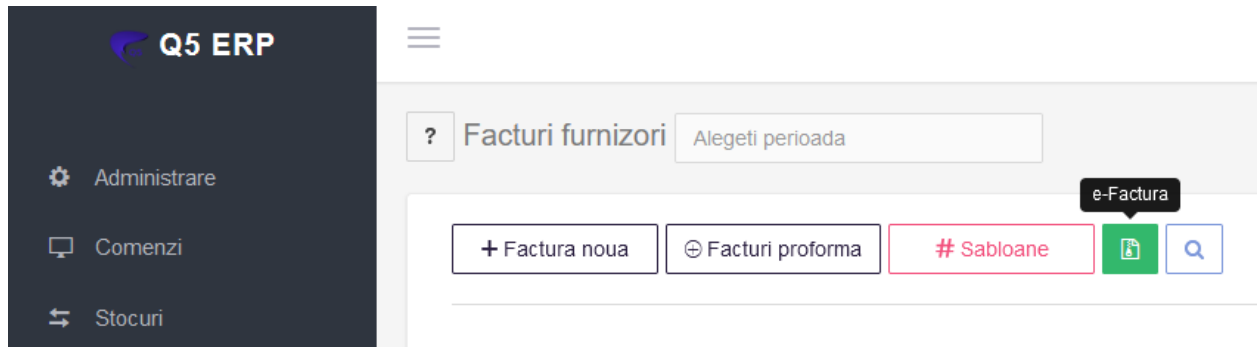 Q5 ERP
? Facturi furnizori Alegeti perioada
Administrare
e-Factura
Comenzi
+ Factura noua
⊕ Facturi proforma
# Sabloane
Stocuri